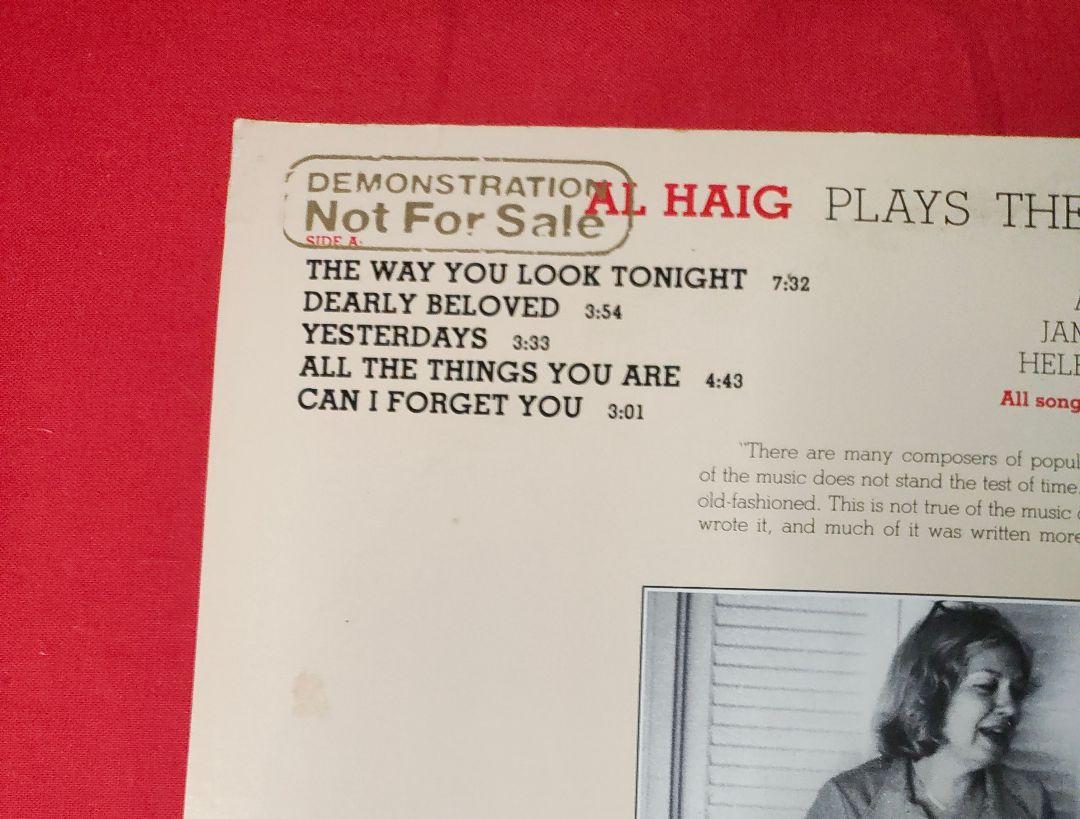 DEMONSTRATION
Not For Sale
AL HAIG PLAYS THE
SIDE A:
THE WAY YOU LOOK TONIGHT 7:32
DEARLY BELOVED 3:54
YESTERDAYS 3:33
ALL THE THINGS YOU ARE 4:43
CAN I FORGET YOU 3:01
JAN
HELE
All song
"There are many composers of popul
of the music does not stand the test of time
old-fashioned. This is not true of the music
wrote it, and much of it was written more